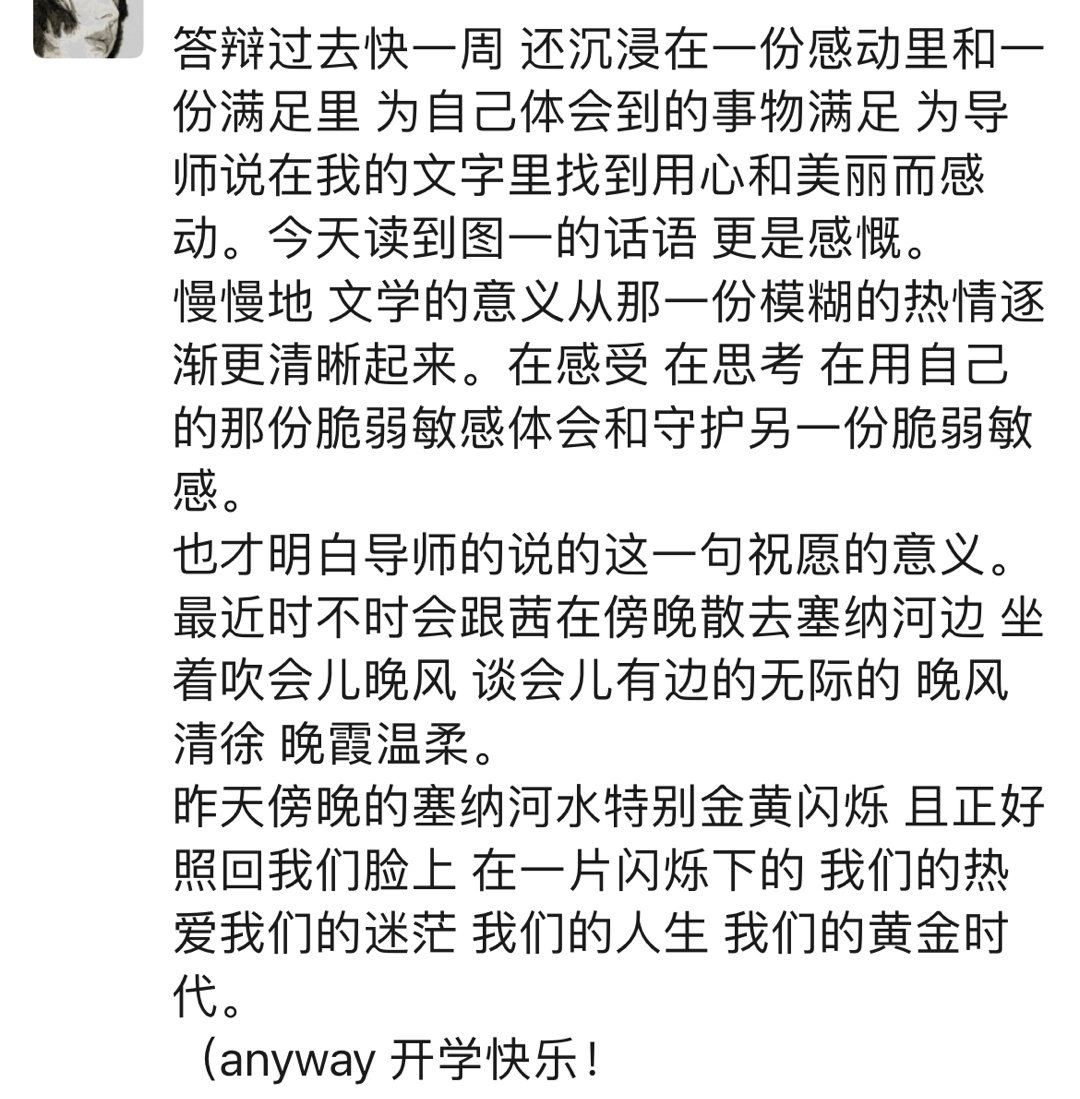 答辩过去快一周 还沉浸在一份感动里和一
份满足里 为自己体会到的事物满足 为导
师说在我的文字里找到用心和美丽而感
动。今天读到图一的话语 更是感慨。
慢慢地 文学的意义从那一份模糊的热情逐
渐更清晰起来。在感受 在思考 在用自己
的那份脆弱敏感体会和守护另一份脆弱敏
感。
也才明白导师的说的这一句祝愿的意义。
最近时不时会跟茜在傍晚散去塞纳河边 坐
着吹会儿晚风 谈会儿有边的无际的 晚风
清徐 晚霞温柔。
昨天傍晚的塞纳河水特别金黄闪烁 且正好
照回我们脸上 在一片闪烁下的 我们的热
爱我们的迷茫 我们的人生 我们的黄金时
代。
（anyway 开学快乐！